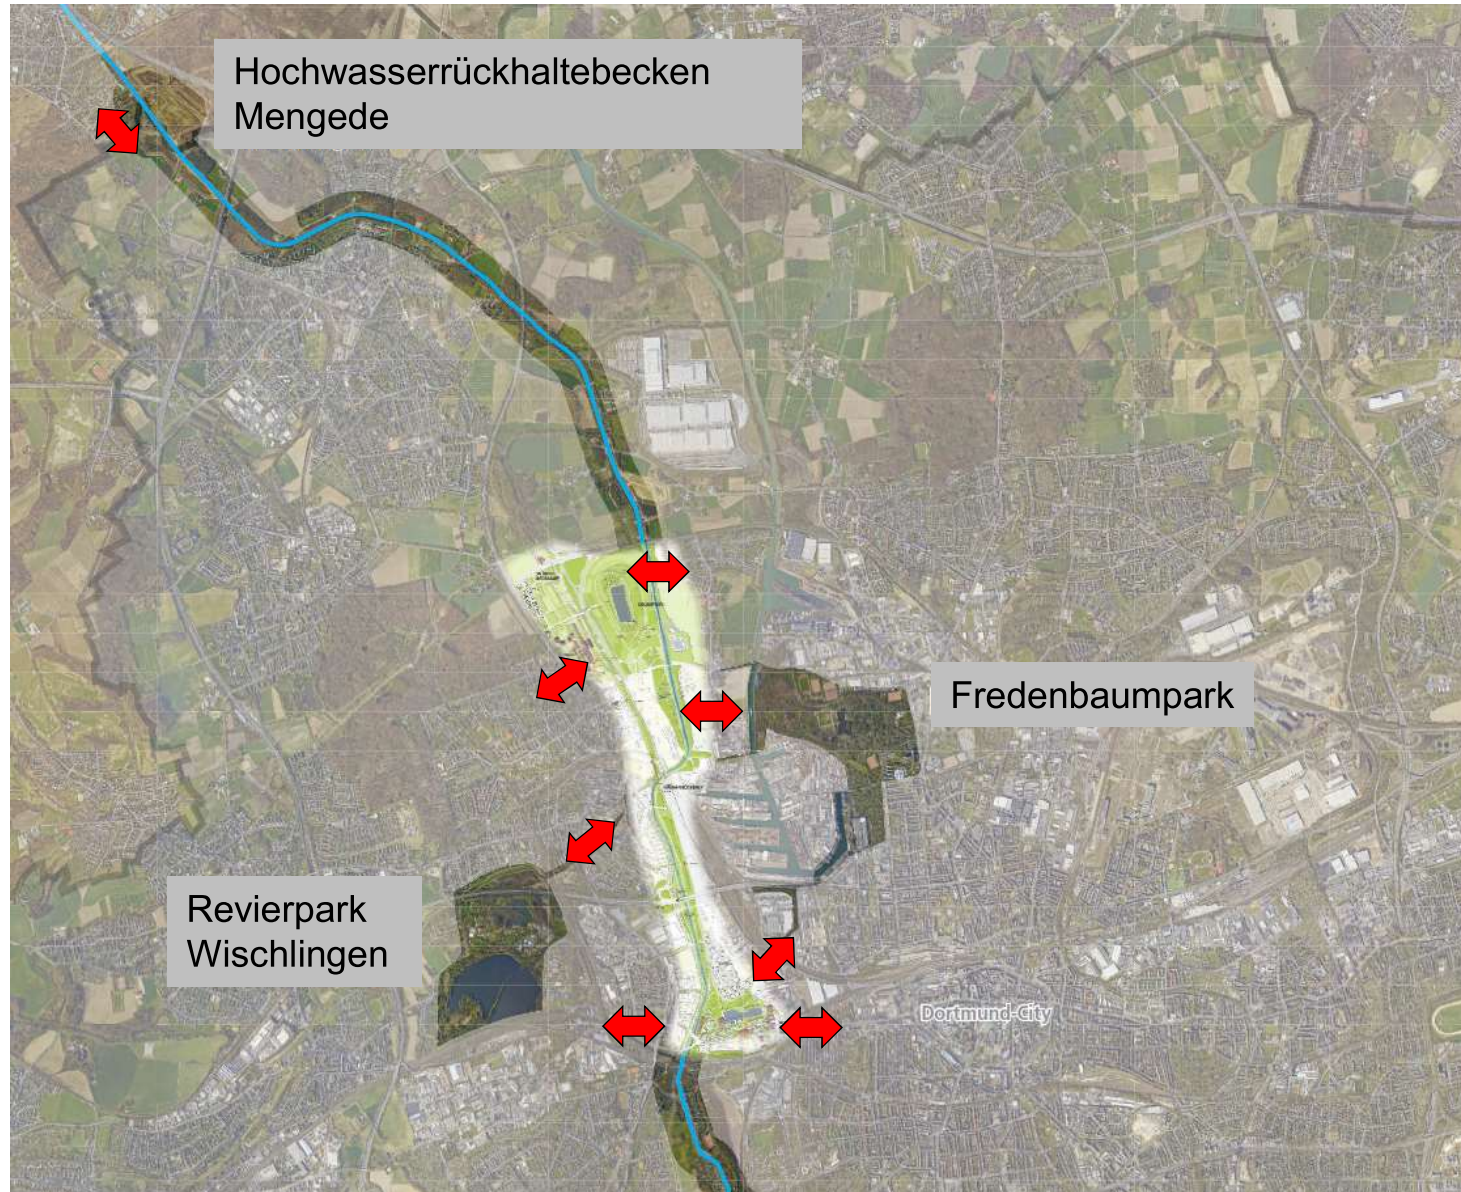 Hochwasserrückhaltebecken
Mengede
Fredenbaumpark
Revierpark
Wischlingen
Dortmund-City